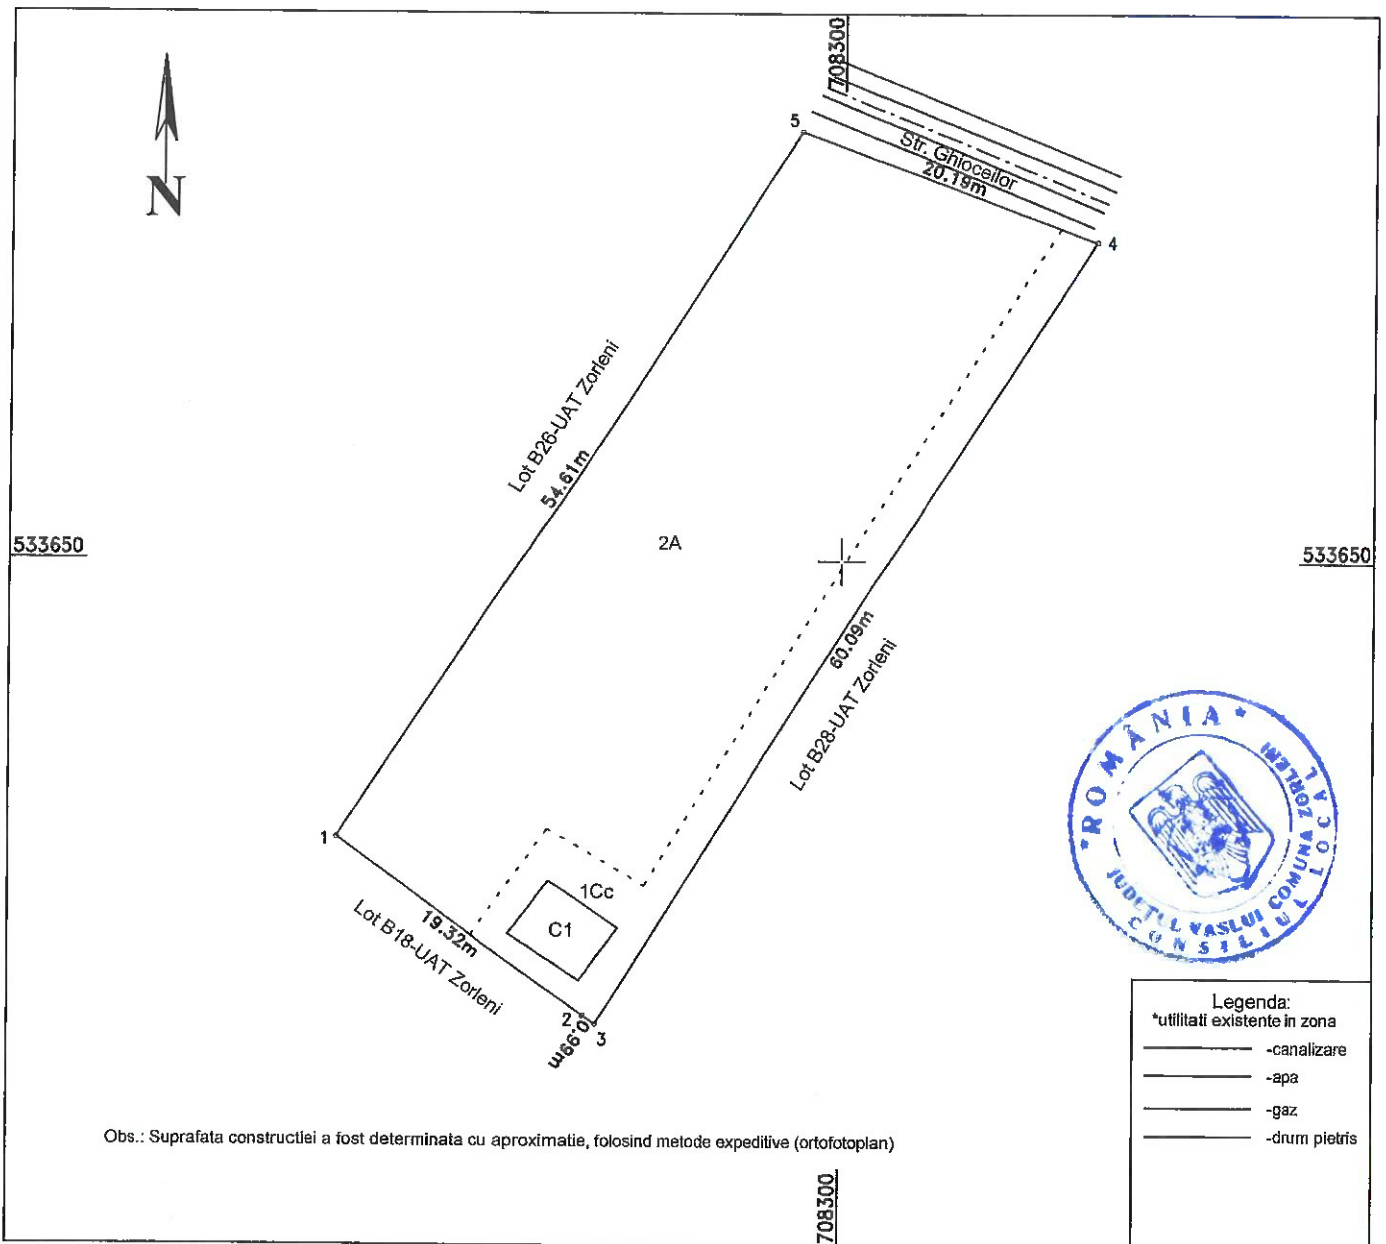 708300
N
5
Str. Ghioceilor
20.19m
4
Lot B26-UAT Zorleni
54.61m
533650
2A
533650
60.09m
Lot B28-UAT Zorleni
*ROMÂNIA*
JUDEȚUL VASLUI COMUNA ZORLENI
CONSILIUL LOCAL
1
1Cc
C1
19.32m
Lot B18-UAT Zorleni
2
0.99m
3
Legenda:
*utilitati existente in zona
-canalizare
-apa
-gaz
-drum pietris
Obs.: Suprafata constructiei a fost determinata cu aproximatie, folosind metode expeditive (ortofotoplan)
708300